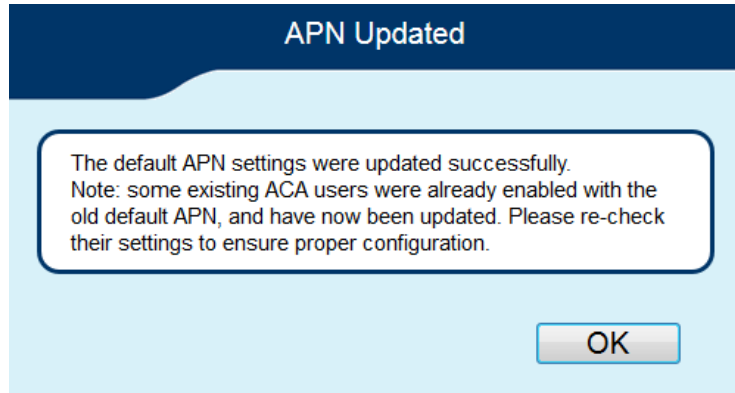 APN Updated
The default APN settings were updated successfully.
Note: some existing ACA users were already enabled with the
old default APN, and have now been updated. Please re-check
their settings to ensure proper configuration.
OK